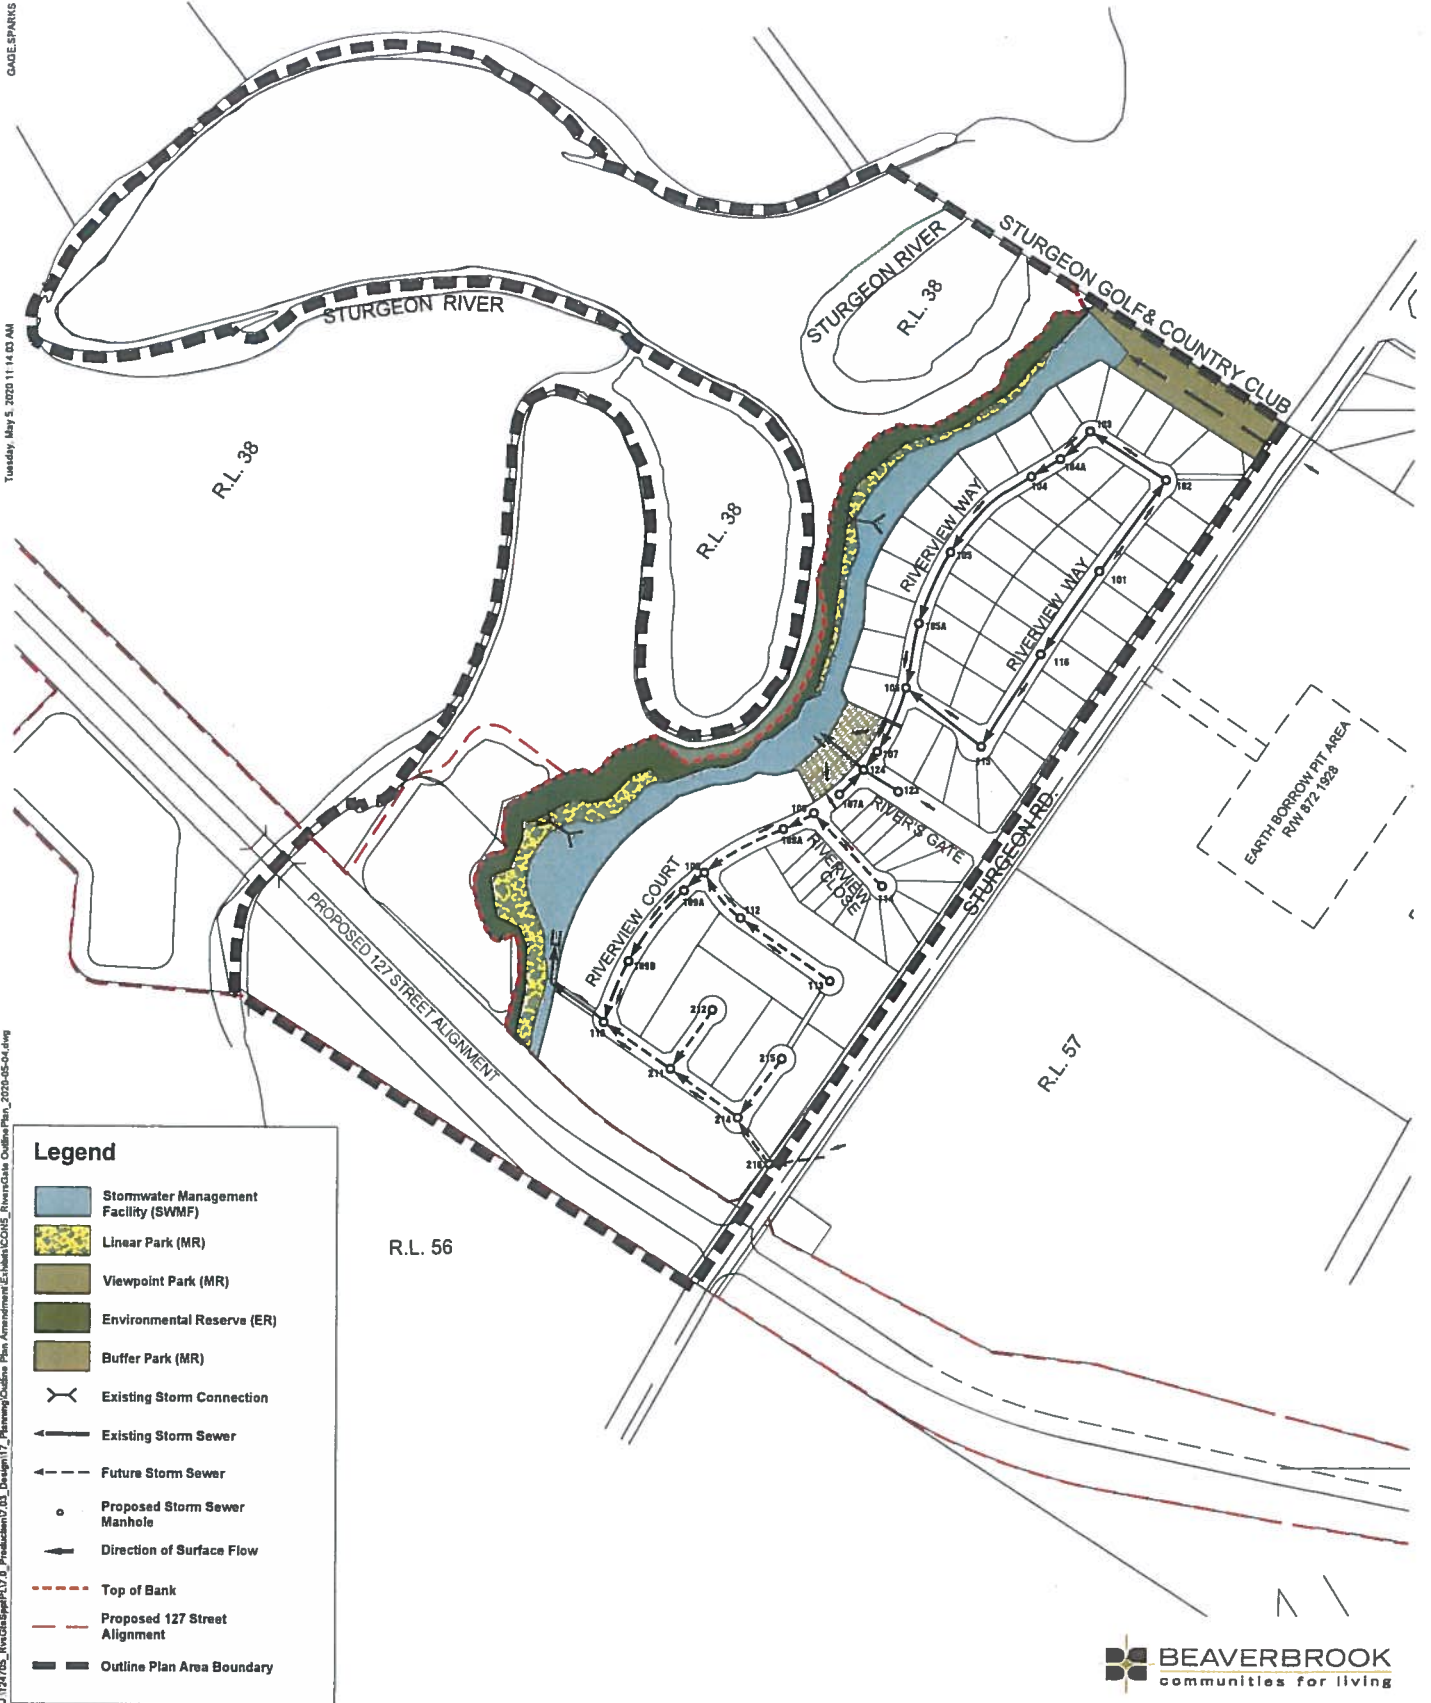 GAGE.SPARKS
Tuesday, May 5, 2020 11:14:03 AM
STURGEON RIVER
STURGEON RIVER
R.L. 38
STURGEON GOLF & COUNTRY CLUB
R.L. 38
R.L. 38
103
104A
104
102
RIVERVIEW WAY
105
101
RIVERVIEW WAY
105A
116
106
115
107
124
123
107A
RIVER'S GATE
STURGEON RD.
EARTH BORROW PIT AREA
R/W 872 1928
108
108A
RIVERVIEW
CLOSE
114
109
109A
112
RIVERVIEW COURT
109B
113
110
212
211
215
214
216
PROPOSED 127 STREET ALIGNMENT
R.L. 57
R.L. 56
Legend
Stormwater Management
Facility (SWMF)
Linear Park (MR)
Viewpoint Park (MR)
Environmental Reserve (ER)
Buffer Park (MR)
Existing Storm Connection
Existing Storm Sewer
Future Storm Sewer
Proposed Storm Sewer
Manhole
Direction of Surface Flow
Top of Bank
Proposed 127 Street
Alignment
Outline Plan Area Boundary
BEAVERBROOK
communities for living